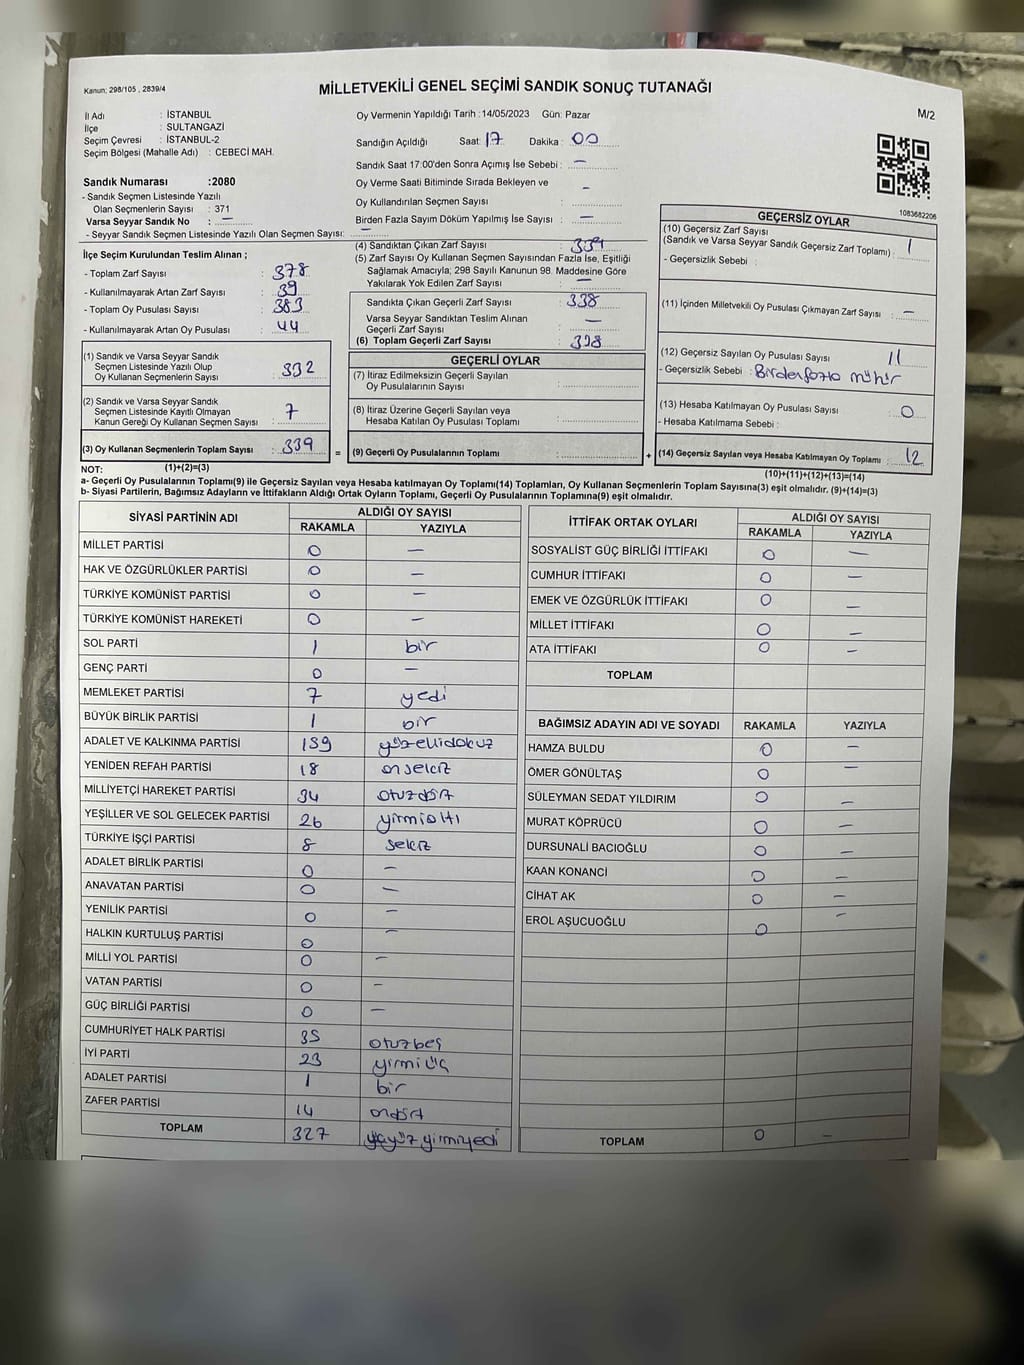 Kanun; 298/105 , 2839/4
MİLLETVEKİLİ GENEL SEÇİMİ SANDIK SONUÇ TUTANAĞI
M/2
İl Adı : İSTANBUL
İlçe : SULTANGAZİ
Seçim Çevresi : İSTANBUL-2
Seçim Bölgesi (Mahalle Adı) : CEBECİ MAH.
Sandık Numarası :2080
- Sandık Seçmen Listesinde Yazılı
Olan Seçmenlerin Sayısı : 371
Varsa Seyyar Sandık No : —
- Seyyar Sandık Seçmen Listesinde Yazılı Olan Seçmen Sayısı: —
Oy Vermenin Yapıldığı Tarih :14/05/2023 Gün: Pazar
Sandığın Açıldığı Saat: 17 Dakika : 00
Sandık Saat 17:00'den Sonra Açımış İse Sebebi : —
Oy Verme Saati Bitiminde Sırada Bekleyen ve
Oy Kullandırılan Seçmen Sayısı : –
Birden Fazla Sayım Döküm Yapılmış İse Sayısı : —
1083682206
İlçe Seçim Kurulundan Teslim Alınan ;
- Toplam Zarf Sayısı : 378
- Kullanılmayarak Artan Zarf Sayısı : 39
- Toplam Oy Pusulası Sayısı : 383
- Kullanılmayarak Artan Oy Pusulası : 44
(1) Sandık ve Varsa Seyyar Sandık
Seçmen Listesinde Yazılı Olup
Oy Kullanan Seçmenlerin Sayısı : 332
(2) Sandık ve Varsa Seyyar Sandık
Seçmen Listesinde Kayıtlı Olmayan
Kanun Gereği Oy Kullanan Seçmen Sayısı : 7
(3) Oy Kullanan Seçmenlerin Toplam Sayısı : 339
(4) Sandıktan Çıkan Zarf Sayısı : 339
(5) Zarf Sayısı Oy Kullanan Seçmen Sayısından Fazla İse, Eşitliği
Sağlamak Amacıyla; 298 Sayılı Kanunun 98. Maddesine Göre
Yakılarak Yok Edilen Zarf Sayısı : —
Sandıkta Çıkan Geçerli Zarf Sayısı : 338
Varsa Seyyar Sandıktan Teslim Alınan
Geçerli Zarf Sayısı : —
(6) Toplam Geçerli Zarf Sayısı : 338
GEÇERLİ OYLAR
(7) İtiraz Edilmeksizin Geçerli Sayılan
Oy Pusulalarının Sayısı :
(8) İtiraz Üzerine Geçerli Sayılan veya
Hesaba Katılan Oy Pusulası Toplamı :
= (9) Geçerli Oy Pusulalarının Toplamı :
GEÇERSİZ OYLAR
(10) Geçersiz Zarf Sayısı
(Sandık ve Varsa Seyyar Sandık Geçersiz Zarf Toplamı) : 1
- Geçersizlik Sebebi :
(11) İçinden Milletvekili Oy Pusulası Çıkmayan Zarf Sayısı : —
(12) Geçersiz Sayılan Oy Pusulası Sayısı : 11
- Geçersizlik Sebebi : Birden fazla mühür
(13) Hesaba Katılmayan Oy Pusulası Sayısı : 0
- Hesaba Katılmama Sebebi :
+ (14) Geçersiz Sayılan veya Hesaba Katılmayan Oy Toplamı : 12
NOT: (1)+(2)=(3)
(10)+(11)+(12)+(13)=(14)
a- Geçerli Oy Pusulaları Toplamı(9) ile Geçersiz Sayılan veya Hesaba katılmayan Oy Toplamı(14) Toplamları, Oy Kullanan Seçmenlerin Toplam Sayısına(3) eşit olmalıdır. (9)+(14)=(3)
b- Siyasi Partilerin, Bağımsız Adayların ve İttifakların Aldığı Ortak Oyların Toplamı, Geçerli Oy Pusulalarının Toplamına(9) eşit olmalıdır.
SİYASİ PARTİNİN ADI ALDIĞI OY SAYISI
RAKAMLA YAZIYLA
MİLLET PARTİSİ 0 —
HAK VE ÖZGÜRLÜKLER PARTİSİ 0 —
TÜRKİYE KOMÜNİST PARTİSİ 0 —
TÜRKİYE KOMÜNİST HAREKETİ 0 —
SOL PARTİ 1 bir
GENÇ PARTİ 0 —
MEMLEKET PARTİSİ 7 yedi
BÜYÜK BİRLİK PARTİSİ 1 bir
ADALET VE KALKINMA PARTİSİ 159 yüzellidokuz
YENİDEN REFAH PARTİSİ 18 onsekiz
MİLLİYETÇİ HAREKET PARTİSİ 34 otuzdört
YEŞİLLER VE SOL GELECEK PARTİSİ 26 yirmialtı
TÜRKİYE İŞÇİ PARTİSİ 8 sekiz
ADALET BİRLİK PARTİSİ 0 —
ANAVATAN PARTİSİ 0 —
YENİLİK PARTİSİ 0 —
HALKIN KURTULUŞ PARTİSİ 0 —
MİLLİ YOL PARTİSİ 0 —
VATAN PARTİSİ 0 —
GÜÇ BİRLİĞİ PARTİSİ 0 —
CUMHURİYET HALK PARTİSİ 35 otuzbeş
İYİ PARTİ 23 yirmi üç
ADALET PARTİSİ 1 bir
ZAFER PARTİSİ 14 ondört
TOPLAM 327 üçyüz yirmiyedi
İTTİFAK ORTAK OYLARI ALDIĞI OY SAYISI
RAKAMLA YAZIYLA
SOSYALİST GÜÇ BİRLİĞİ İTTİFAKI 0 —
CUMHUR İTTİFAKI 0 —
EMEK VE ÖZGÜRLÜK İTTİFAKI 0 —
MİLLET İTTİFAKI 0 —
ATA İTTİFAKI 0 —
TOPLAM
BAĞIMSIZ ADAYIN ADI VE SOYADI RAKAMLA YAZIYLA
HAMZA BULDU 0 —
ÖMER GÖNÜLTAŞ 0 —
SÜLEYMAN SEDAT YILDIRIM 0 —
MURAT KÖPRÜCÜ 0 —
DURSUNALİ BACIOĞLU 0 —
KAAN KONANCİ 0 —
CİHAT AK 0 —
EROL AŞUCUOĞLU 0 —
TOPLAM 0 —